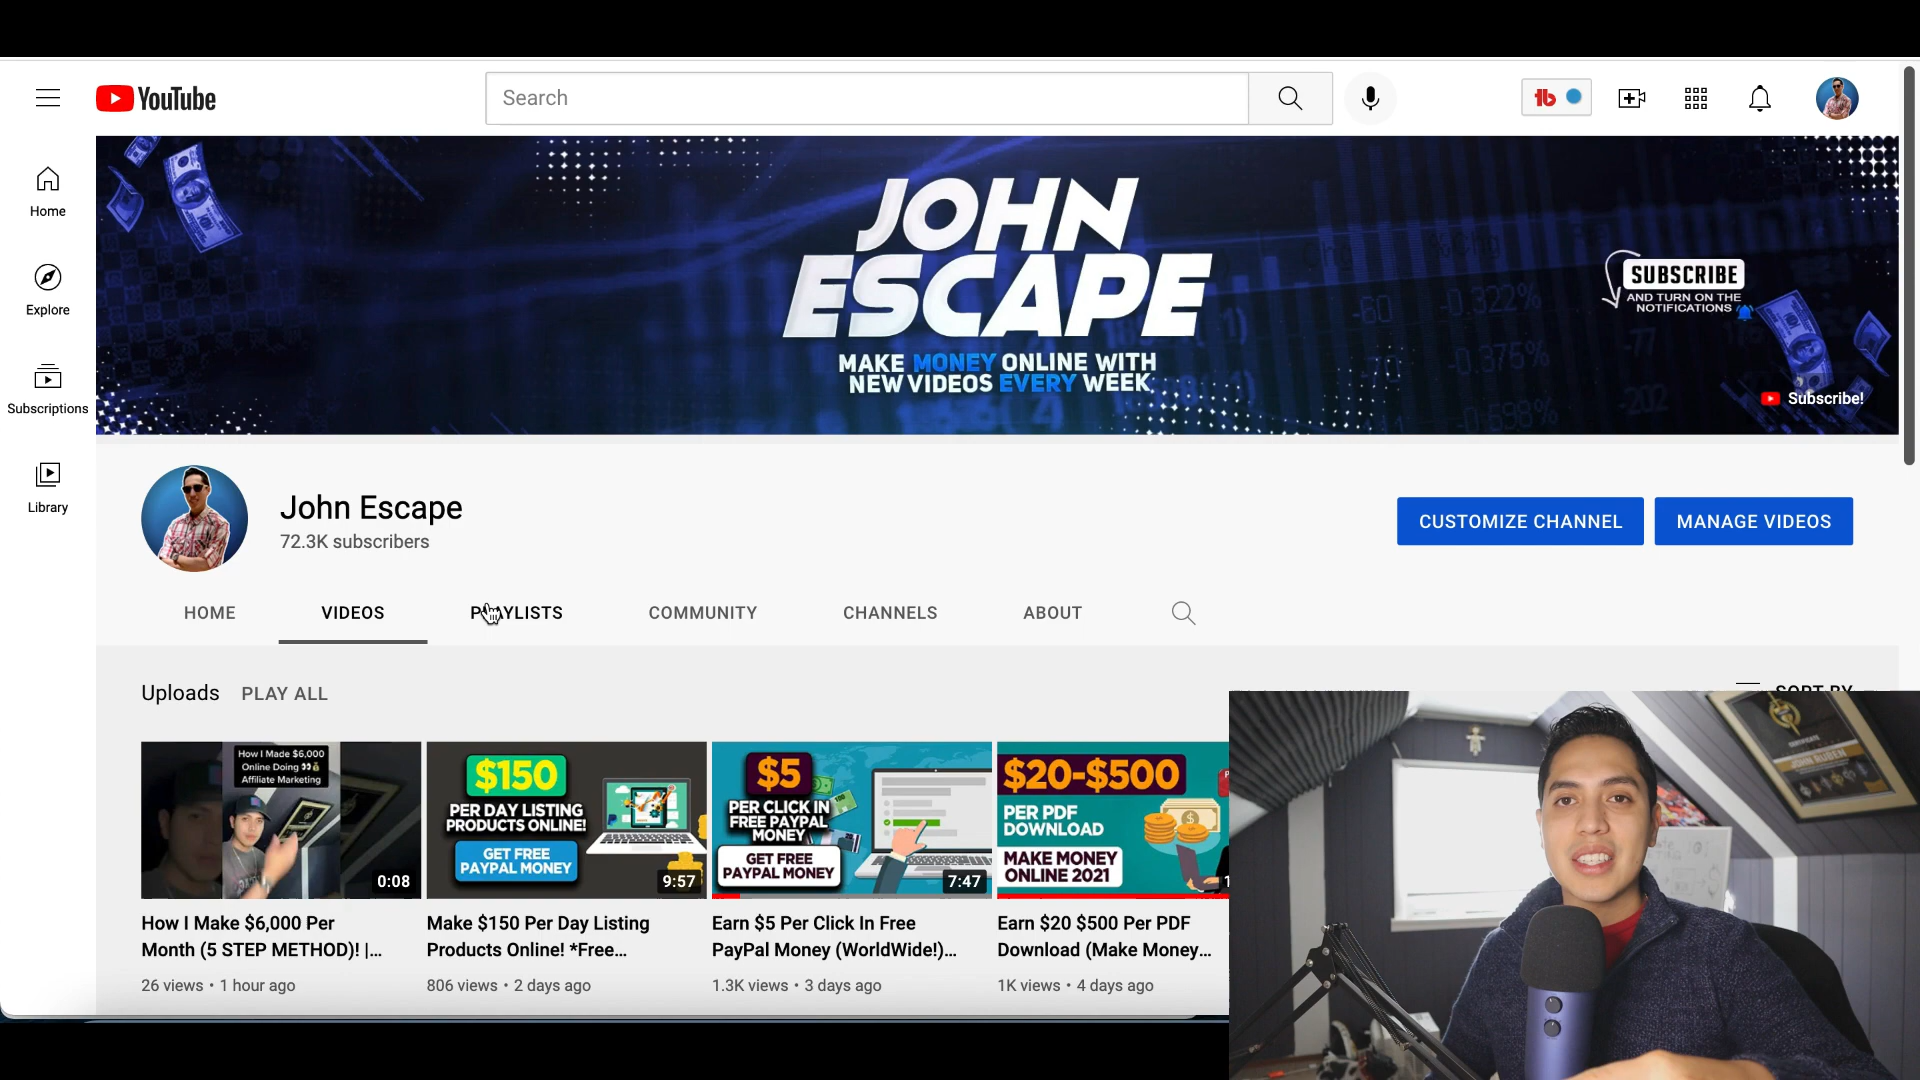 YouTube
Search
Home
Explore
Subscriptions
Library
JOHN
ESCAPE
MAKE MONEY ONLINE WITH
NEW VIDEOS EVERY WEEK
SUBSCRIBE
AND TURN ON THE
NOTIFICATIONS
Subscribe!
John Escape
72.3K subscribers
CUSTOMIZE CHANNEL
MANAGE VIDEOS
HOME
VIDEOS
PLAYLISTS
COMMUNITY
CHANNELS
ABOUT
Uploads
PLAY ALL
SORT BY
How I Made $6,000
Online Doing 👀💰
Affiliate Marketing
0:08
$150
PER DAY LISTING
PRODUCTS ONLINE!
GET FREE
PAYPAL MONEY
9:57
$5
PER CLICK IN
FREE PAYPAL
MONEY
GET FREE
PAYPAL MONEY
7:47
$20-$500
PER PDF
DOWNLOAD
MAKE MONEY
ONLINE 2021
How I Make $6,000 Per
Month (5 STEP METHOD)! |...
26 views • 1 hour ago
Make $150 Per Day Listing
Products Online! *Free...
806 views • 2 days ago
Earn $5 Per Click In Free
PayPal Money (WorldWide!)...
1.3K views • 3 days ago
Earn $20 $500 Per PDF
Download (Make Money...
1K views • 4 days ago
CERTIFICATE
JOHN RUBEN